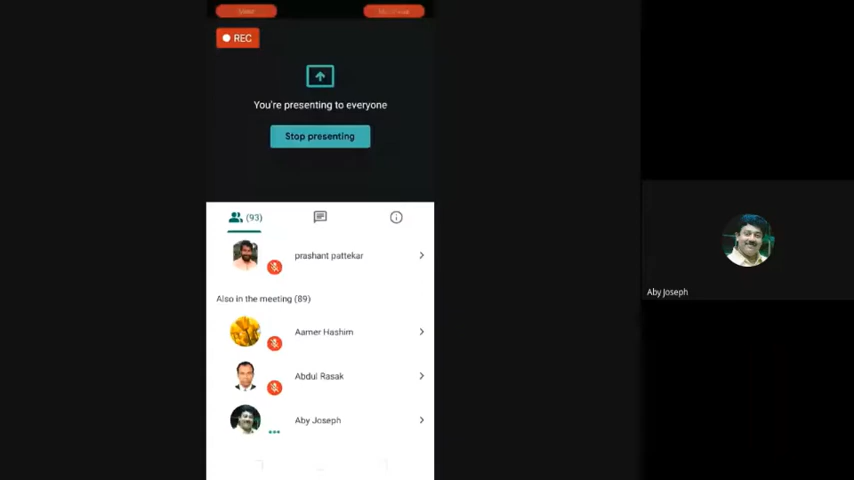 REC
You're presenting to everyone
Stop presenting
(93)
prashant pattekar
Also in the meeting (89)
Aamer Hashim
Abdul Rasak
Aby Joseph
Aby Joseph